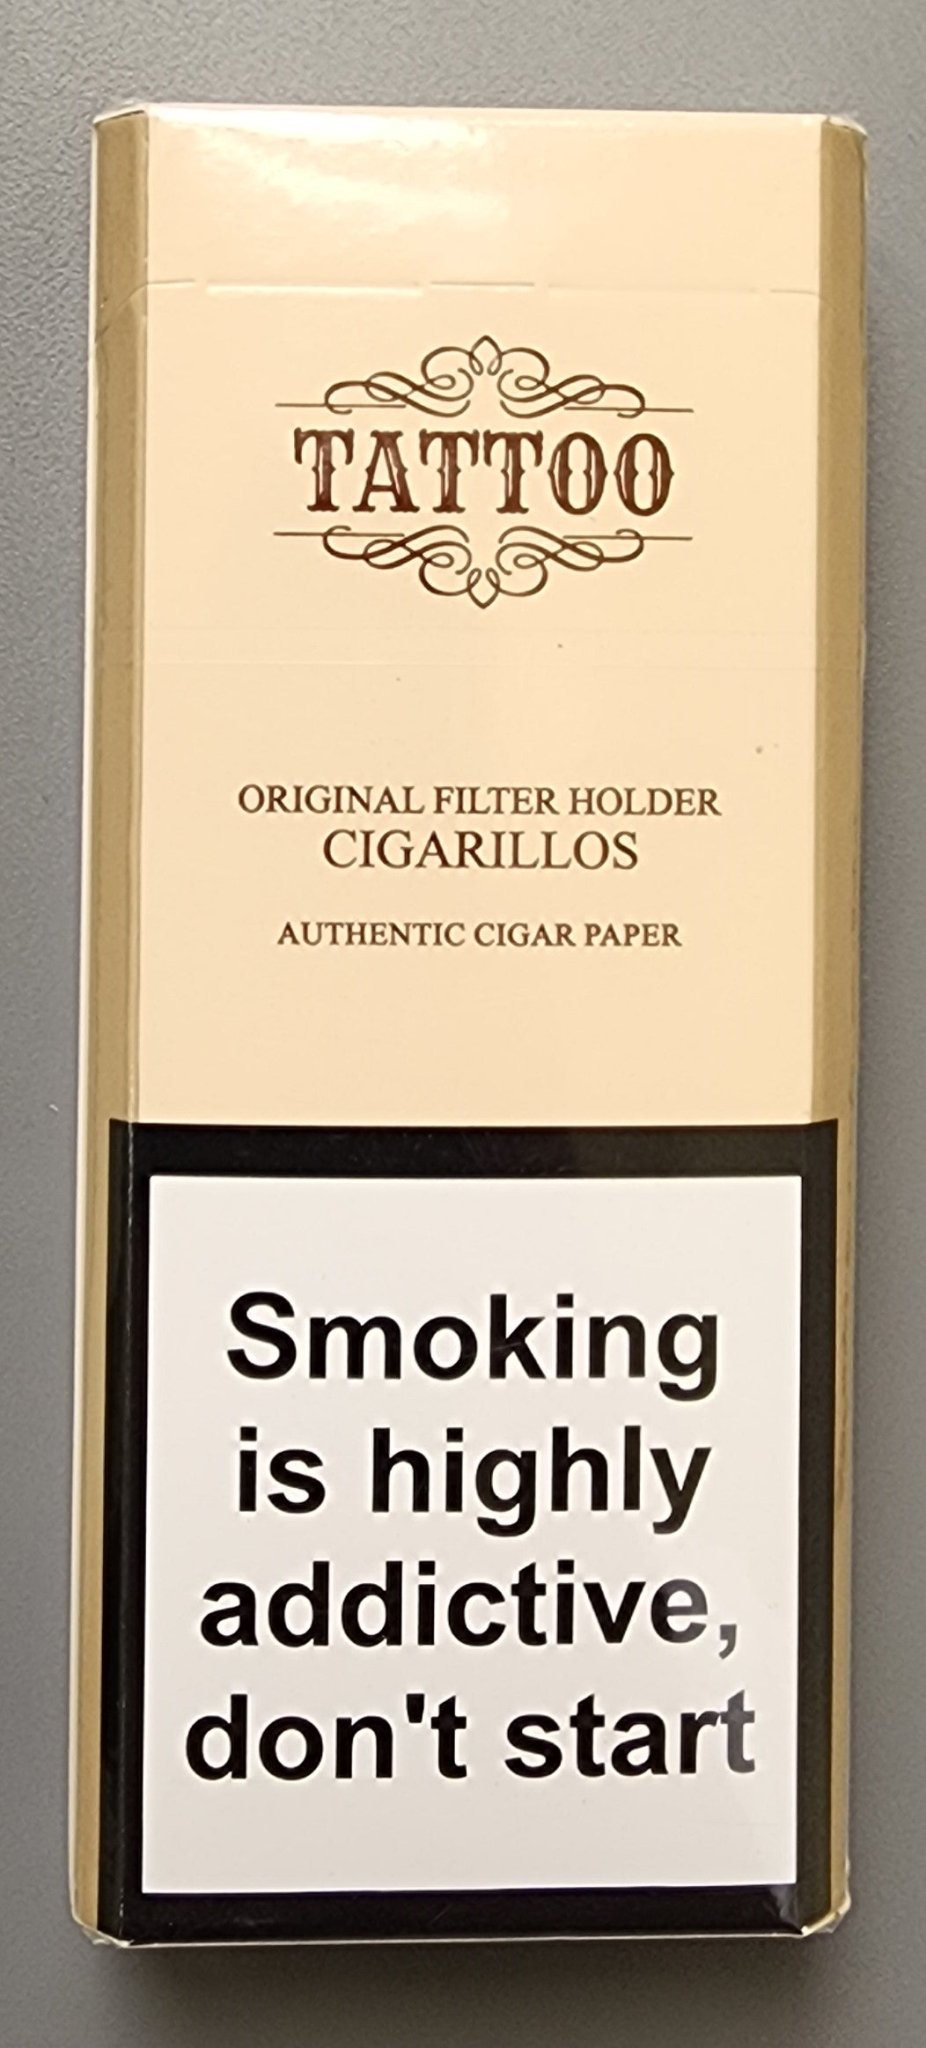 TATTOO
ORIGINAL FILTER HOLDER
CIGARILLOS
AUTHENTIC CIGAR PAPER
Smoking
is highly
addictive,
don't start